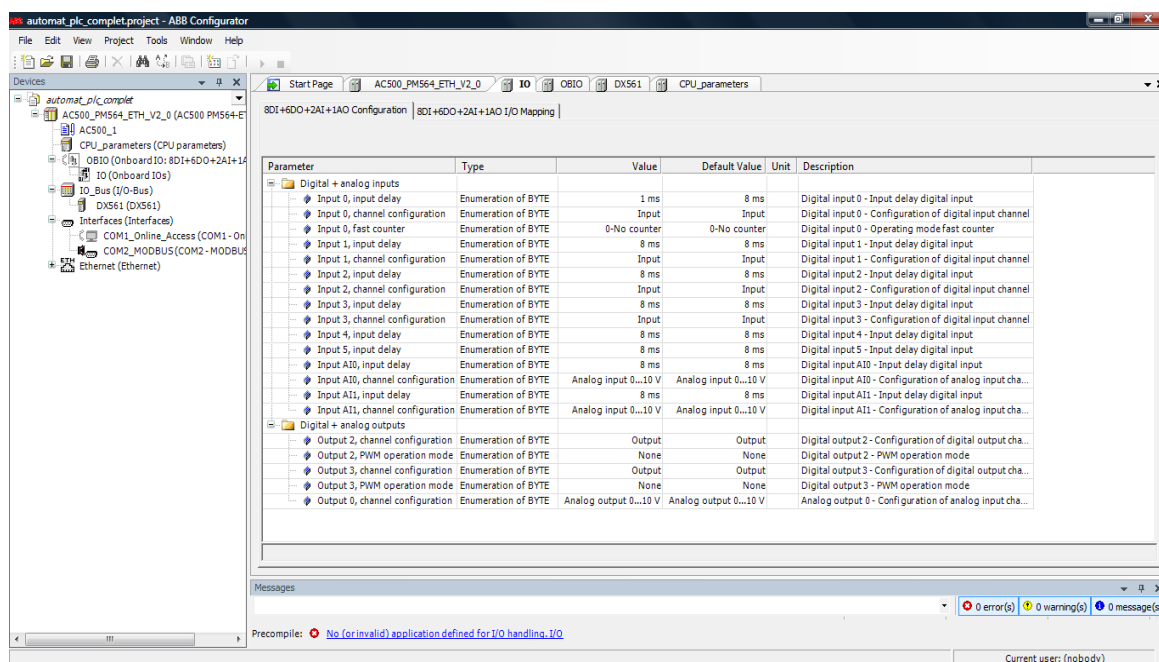 automat_plc_complet.project - ABB Configurator
File Edit View Project Tools Window Help
Devices
automat_plc_complet
AC500_PM564_ETH_V2_0 (AC500 PM564-E
AC500_1
CPU_parameters (CPU parameters)
OBIO (Onboard IO: 8DI+6DO+2AI+1A
IO (Onboard IOs)
IO_Bus (I/O-Bus)
DX561 (DX561)
Interfaces (Interfaces)
COM1_Online_Access (COM1 - On
COM2_MODBUS (COM2 - MODBUS
Ethernet (Ethernet)
Start Page AC500_PM564_ETH_V2_0 IO OBIO DX561 CPU_parameters
8DI+6DO+2AI+1AO Configuration 8DI+6DO+2AI+1AO I/O Mapping
Parameter Type Value Default Value Unit Description
Digital + analog inputs
Input 0, input delay Enumeration of BYTE 1 ms 8 ms Digital input 0 - Input delay digital input
Input 0, channel configuration Enumeration of BYTE Input Input Digital input 0 - Configuration of digital input channel
Input 0, fast counter Enumeration of BYTE 0-No counter 0-No counter Digital input 0 - Operating mode fast counter
Input 1, input delay Enumeration of BYTE 8 ms 8 ms Digital input 1 - Input delay digital input
Input 1, channel configuration Enumeration of BYTE Input Input Digital input 1 - Configuration of digital input channel
Input 2, input delay Enumeration of BYTE 8 ms 8 ms Digital input 2 - Input delay digital input
Input 2, channel configuration Enumeration of BYTE Input Input Digital input 2 - Configuration of digital input channel
Input 3, input delay Enumeration of BYTE 8 ms 8 ms Digital input 3 - Input delay digital input
Input 3, channel configuration Enumeration of BYTE Input Input Digital input 3 - Configuration of digital input channel
Input 4, input delay Enumeration of BYTE 8 ms 8 ms Digital input 4 - Input delay digital input
Input 5, input delay Enumeration of BYTE 8 ms 8 ms Digital input 5 - Input delay digital input
Input AI0, input delay Enumeration of BYTE 8 ms 8 ms Digital input AI0 - Input delay digital input
Input AI0, channel configuration Enumeration of BYTE Analog input 0...10 V Analog input 0...10 V Digital input AI0 - Configuration of analog input cha...
Input AI1, input delay Enumeration of BYTE 8 ms 8 ms Digital input AI1 - Input delay digital input
Input AI1, channel configuration Enumeration of BYTE Analog input 0...10 V Analog input 0...10 V Digital input AI1 - Configuration of analog input cha...
Digital + analog outputs
Output 2, channel configuration Enumeration of BYTE Output Output Digital output 2 - Configuration of digital output cha...
Output 2, PWM operation mode Enumeration of BYTE None None Digital output 2 - PWM operation mode
Output 3, channel configuration Enumeration of BYTE Output Output Digital output 3 - Configuration of digital output cha...
Output 3, PWM operation mode Enumeration of BYTE None None Digital output 3 - PWM operation mode
Output 0, channel configuration Enumeration of BYTE Analog output 0...10 V Analog output 0...10 V Analog output 0 - Configuration of analog input cha...
Messages
0 error(s) 0 warning(s) 0 message(s
Precompile: No (or invalid) application defined for I/O handling. I/O
Current user: (nobody)